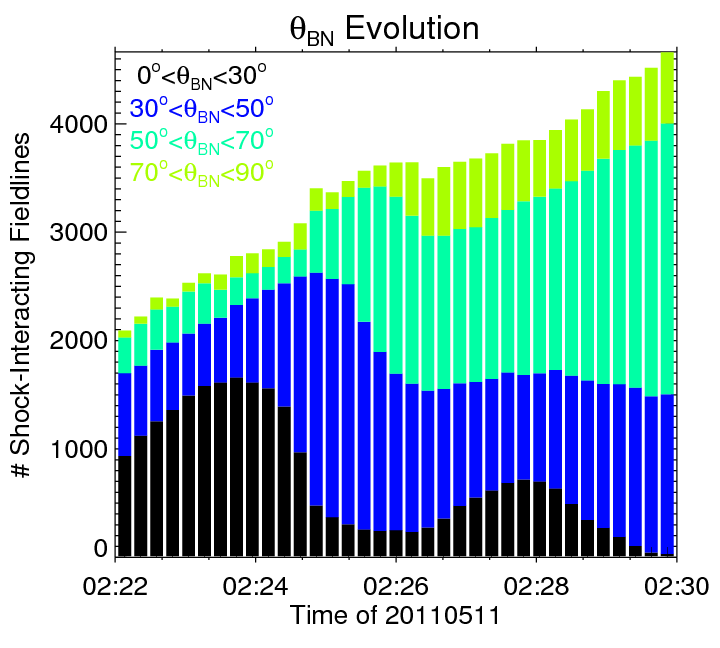 θBN Evolution
0°<θBN<30°
30°<θBN<50°
50°<θBN<70°
70°<θBN<90°
# Shock-Interacting Fieldlines
4000
3000
2000
1000
0
02:22 02:24 02:26 02:28 02:30
Time of 20110511